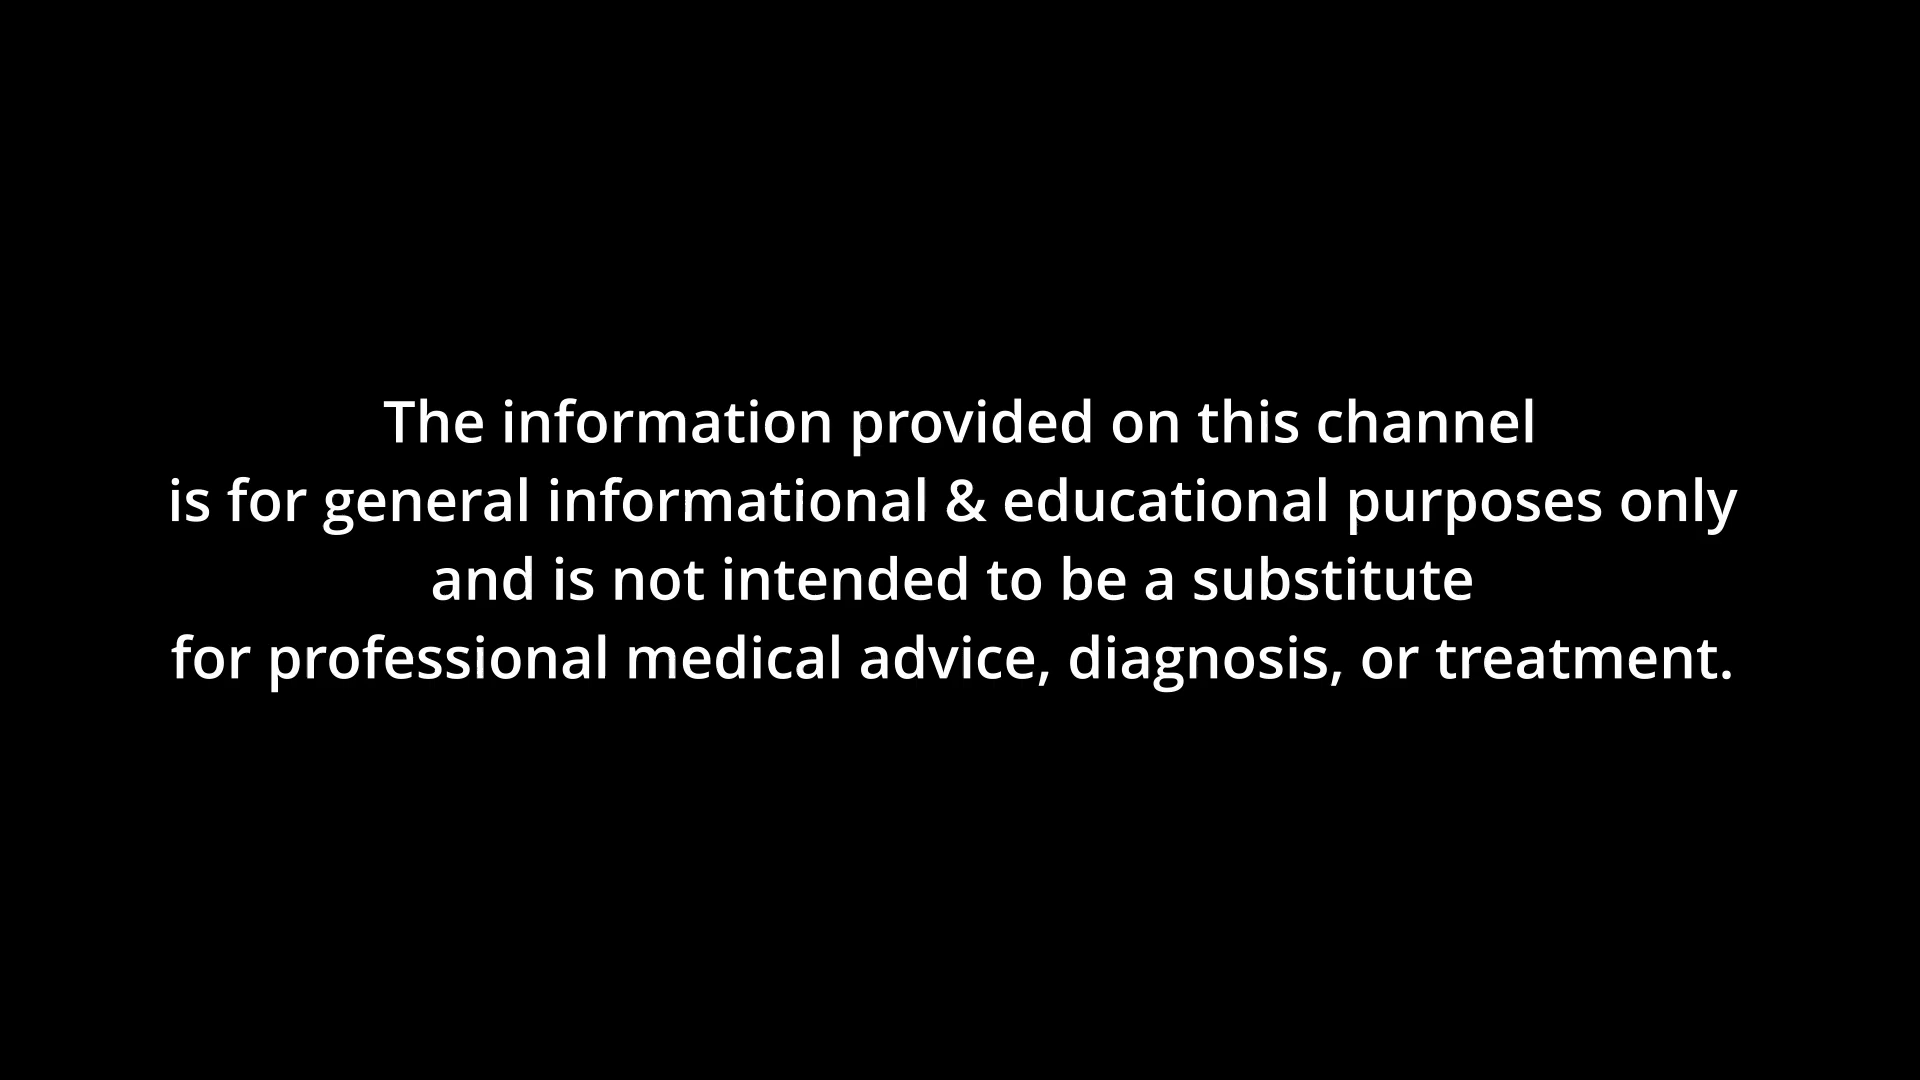 The information provided on this channel
is for general informational & educational purposes only
and is not intended to be a substitute
for professional medical advice, diagnosis, or treatment.